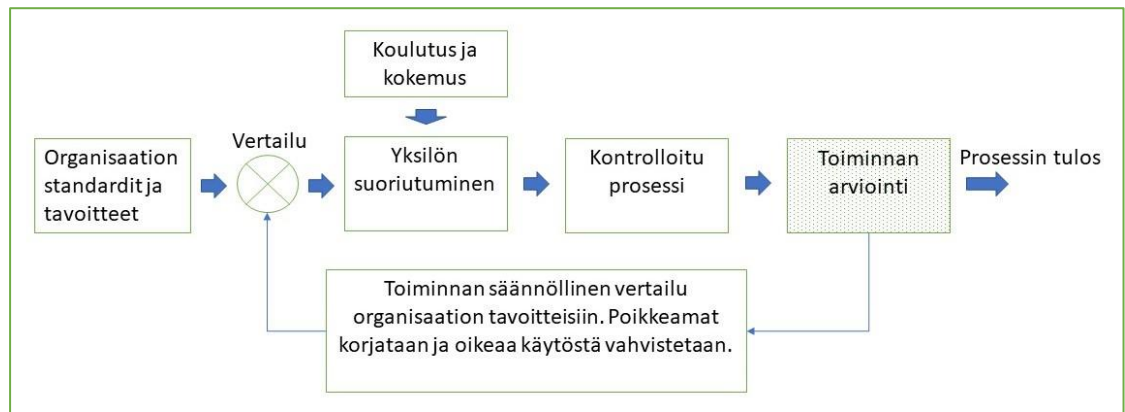 Koulutus ja
kokemus
Vertailu
Organisaation
standardit ja
tavoitteet
Yksilön
suoriutuminen
Kontrolloitu
prosessi
Toiminnan
arviointi
Prosessin tulos
Toiminnan säännöllinen vertailu
organisaation tavoitteisiin. Poikkeamat
korjataan ja oikeaa käytöstä vahvistetaan.